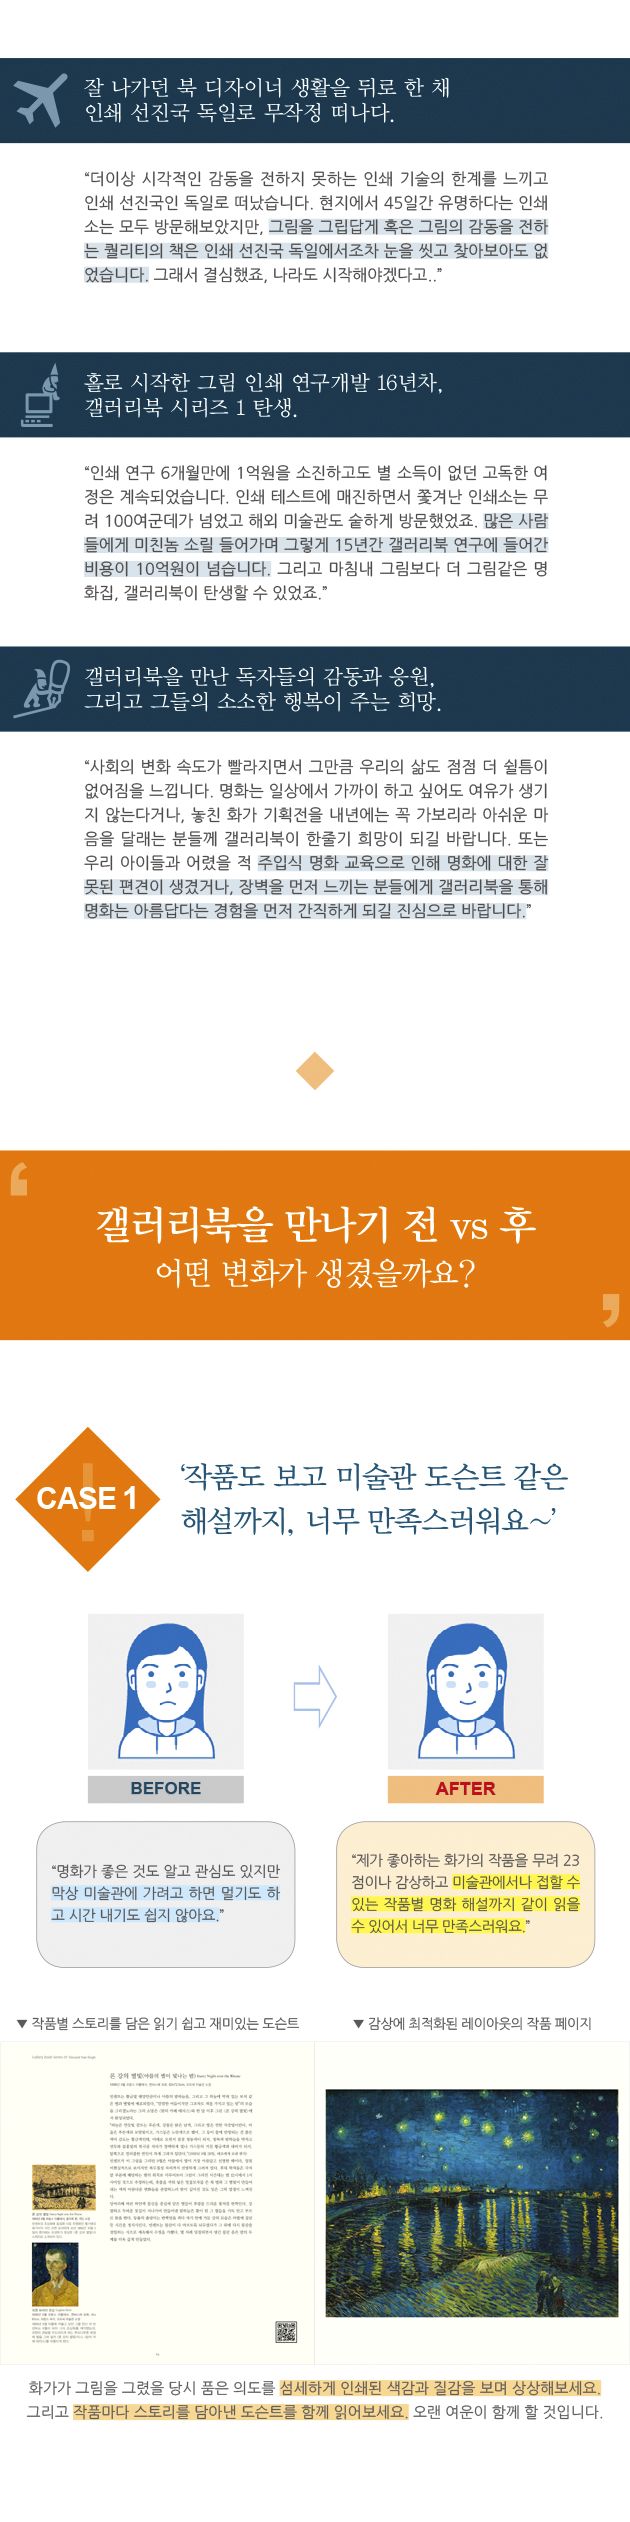 잘 나가던 북 디자이너 생활을 뒤로 한 채
인쇄 선진국 독일로 무작정 떠나다.
“더이상 시각적인 감동을 전하지 못하는 인쇄 기술의 한계를 느끼고
인쇄 선진국인 독일로 떠났습니다. 현지에서 45일간 유명하다는 인쇄
소는 모두 방문해보았지만, 그림을 그립답게 혹은 그림의 감동을 전하
는 퀄리티의 책은 인쇄 선진국 독일에서조차 눈을 씻고 찾아보아도 없
었습니다. 그래서 결심했죠, 나라도 시작해야겠다고..”
홀로 시작한 그림 인쇄 연구개발 16년차,
갤러리북 시리즈 1 탄생.
“인쇄 연구 6개월만에 1억원을 소진하고도 별 소득이 없던 고독한 여
정은 계속되었습니다. 인쇄 테스트에 매진하면서 쫓겨난 인쇄소는 무
려 100여군데가 넘었고 해외 미술관도 숱하게 방문했었죠. 많은 사람
들에게 미친놈 소릴 들어가며 그렇게 15년간 갤러리북 연구에 들어간
비용이 10억원이 넘습니다. 그리고 마침내 그림보다 더 그림같은 명
화집, 갤러리북이 탄생할 수 있었죠.”
갤러리북을 만난 독자들의 감동과 응원,
그리고 그들의 소소한 행복이 주는 희망.
“사회의 변화 속도가 빨라지면서 그만큼 우리의 삶도 점점 더 쉴틈이
없어짐을 느낍니다. 명화는 일상에서 가까이 하고 싶어도 여유가 생기
지 않는다거나, 놓친 화가 기획전을 내년에는 꼭 가보리라 아쉬운 마
음을 달래는 분들께 갤러리북이 한줄기 희망이 되길 바랍니다. 또는
우리 아이들과 어렸을 적 주입식 명화 교육으로 인해 명화에 대한 잘
못된 편견이 생겼거나, 장벽을 먼저 느끼는 분들에게 갤러리북을 통해
명화는 아름답다는 경험을 먼저 간직하게 되길 진심으로 바랍니다.”
갤러리북을 만나기 전 vs 후
어떤 변화가 생겼을까요?
CASE 1
‘작품도 보고 미술관 도슨트 같은
해설까지, 너무 만족스러워요~’
BEFORE
AFTER
“명화가 좋은 것도 알고 관심도 있지만
막상 미술관에 가려고 하면 멀기도 하
고 시간 내기도 쉽지 않아요.”
“제가 좋아하는 화가의 작품을 무려 23
점이나 감상하고 미술관에서나 접할 수
있는 작품별 명화 해설까지 같이 읽을
수 있어서 너무 만족스러워요.”
▼ 작품별 스토리를 담은 읽기 쉽고 재미있는 도슨트
▼ 감상에 최적화된 레이아웃의 작품 페이지
론 강의 별밤(아를의 별이 빛나는 밤) Starry Night over the Rhone
화가가 그림을 그렸을 당시 품은 의도를 섬세하게 인쇄된 색감과 질감을 보며 상상해보세요.
그리고 작품마다 스토리를 담아낸 도슨트를 함께 읽어보세요. 오랜 여운이 함께 할 것입니다.